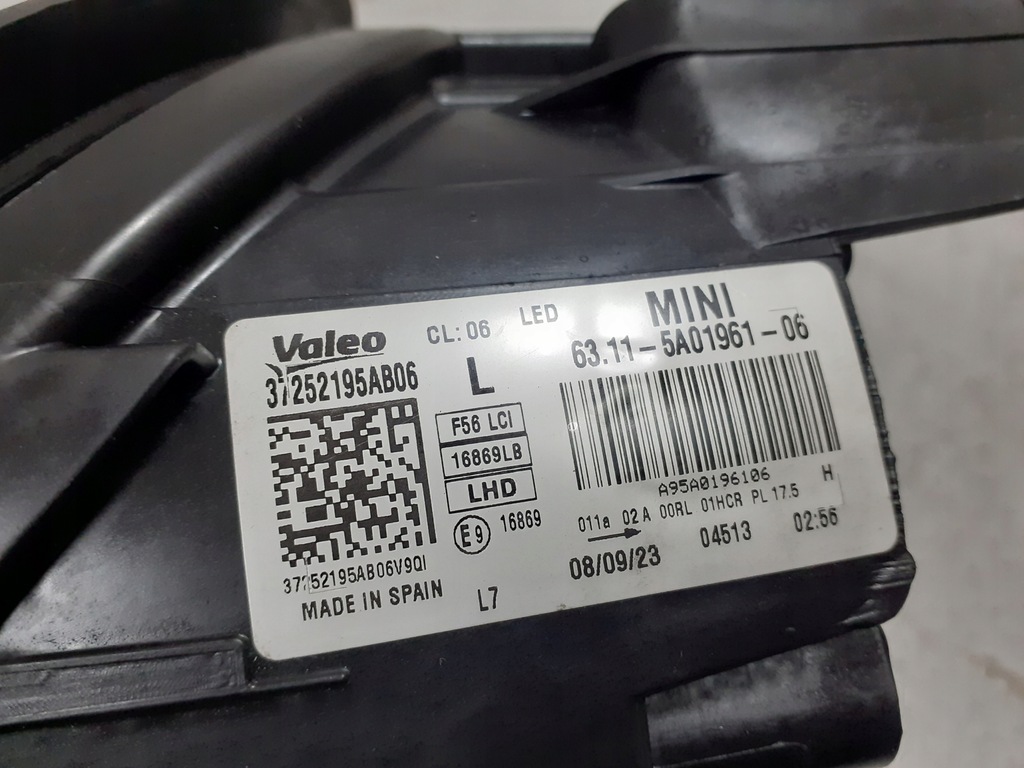 Valeo
CL: 06
LED
MINI
37252195AB06
L
63.11-5A01961-06
F56 LCI
16869LB
LHD
E9 16869
A95A0196106
H
011a 02A 00RL 01HCR PL 17.5
08/09/23
04513
02:56
37252195AB06V9QI
MADE IN SPAIN
L7